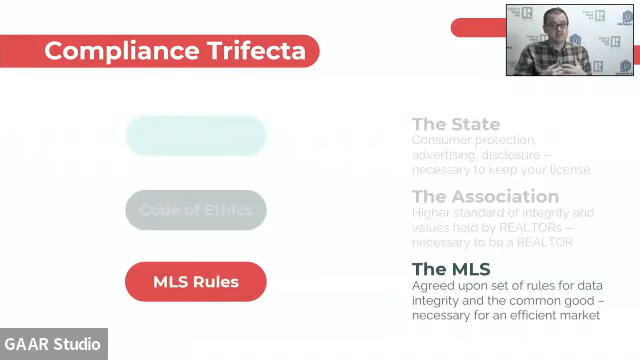 Compliance Trifecta
The State
Consumer protection,
advertising, disclosure –
necessary to keep your license
Code of Ethics
The Association
Higher standard of integrity and
values held by REALTORs –
necessary to be a REALTOR
MLS Rules
The MLS
Agreed upon set of rules for data
integrity and the common good –
necessary for an efficient market
GAAR Studio